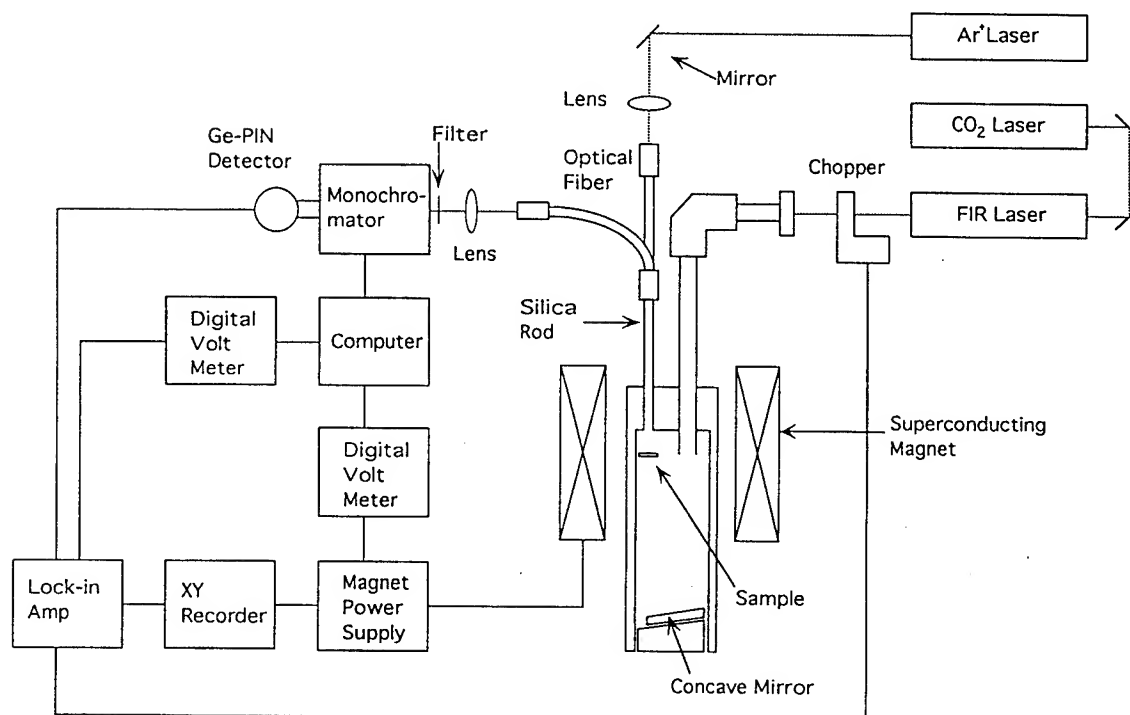 Ar⁺ Laser
Mirror
Lens
CO₂ Laser
Ge-PIN
Detector
Filter
Optical
Fiber
Chopper
Monochro-
mator
FIR Laser
Lens
Silica
Rod
Digital
Volt
Meter
Computer
Superconducting
Magnet
Digital
Volt
Meter
Lock-in
Amp
XY
Recorder
Magnet
Power
Supply
Sample
Concave Mirror